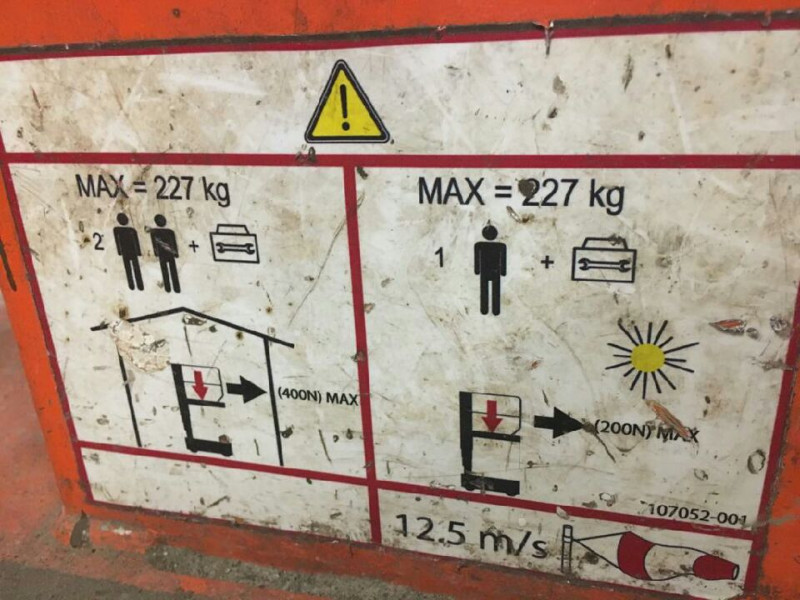 MAX = 227 kg
2 +
(400N) MAX
MAX = 227 kg
1 +
(200N) MAX
107052-001
12.5 m/s